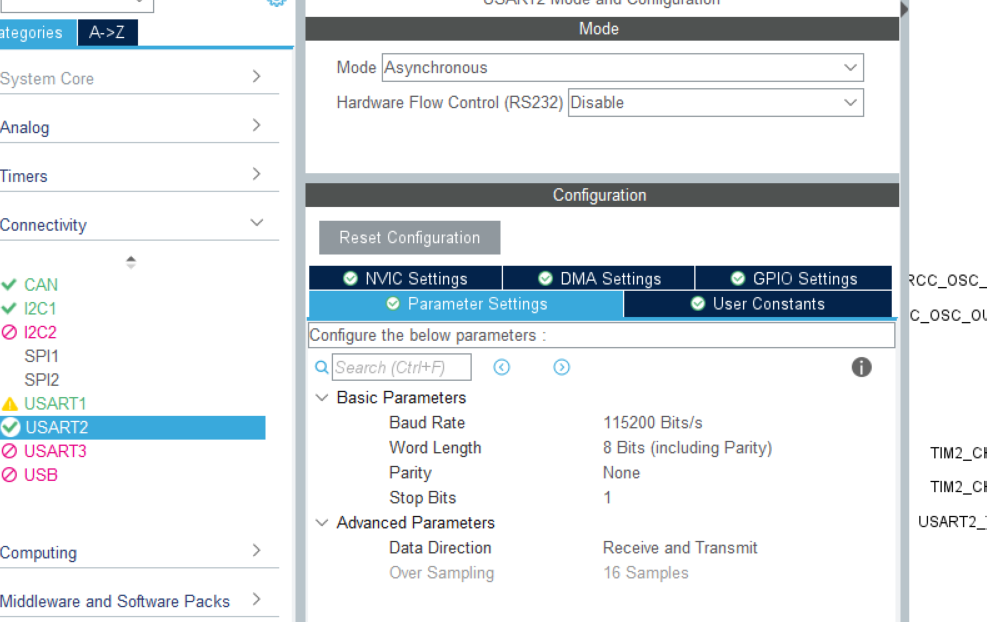 USART2 Mode and Configuration
ategories A->Z
Mode
System Core
Mode Asynchronous
Hardware Flow Control (RS232) Disable
Analog
Timers
Configuration
Connectivity
Reset Configuration
NVIC Settings DMA Settings GPIO Settings
Parameter Settings User Constants
CAN
I2C1
I2C2
SPI1
SPI2
USART1
USART2
USART3
USB
Configure the below parameters :
Search (Ctrl+F)
Basic Parameters
Baud Rate 115200 Bits/s
Word Length 8 Bits (including Parity)
Parity None
Stop Bits 1
Advanced Parameters
Data Direction Receive and Transmit
Over Sampling 16 Samples
Computing
Middleware and Software Packs
RCC_OSC_
C_OSC_OU
TIM2_CH
TIM2_CH
USART2_